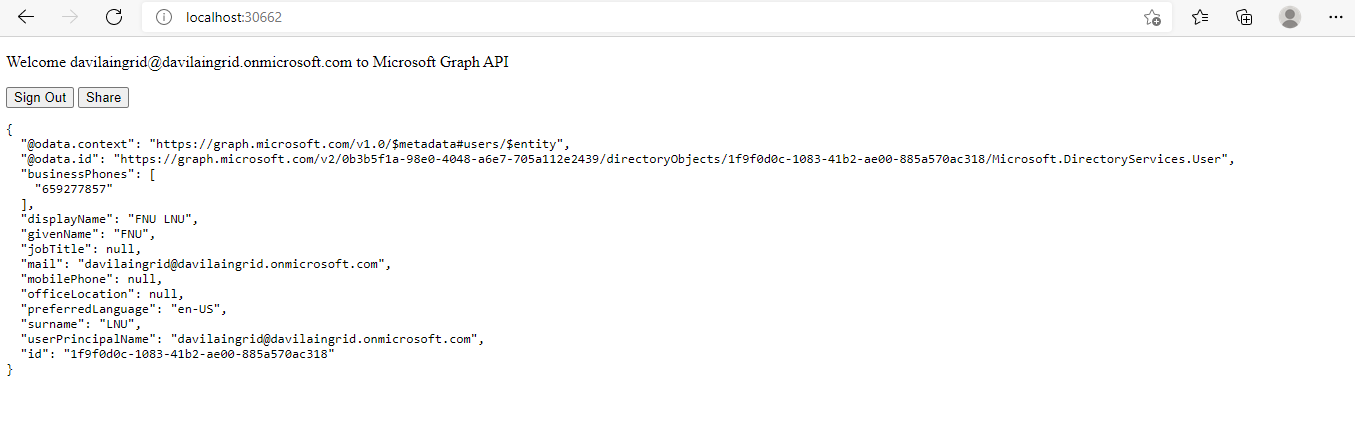 localhost:30662
Welcome davilaingrid@davilaingrid.onmicrosoft.com to Microsoft Graph API
Sign Out Share
{
  "@odata.context": "https://graph.microsoft.com/v1.0/$metadata#users/$entity",
  "@odata.id": "https://graph.microsoft.com/v2/0b3b5f1a-98e0-4048-a6e7-705a112e2439/directoryObjects/1f9f0d0c-1083-41b2-ae00-885a570ac318/Microsoft.DirectoryServices.User",
  "businessPhones": [
    "659277857"
  ],
  "displayName": "FNU LNU",
  "givenName": "FNU",
  "jobTitle": null,
  "mail": "davilaingrid@davilaingrid.onmicrosoft.com",
  "mobilePhone": null,
  "officeLocation": null,
  "preferredLanguage": "en-US",
  "surname": "LNU",
  "userPrincipalName": "davilaingrid@davilaingrid.onmicrosoft.com",
  "id": "1f9f0d0c-1083-41b2-ae00-885a570ac318"
}